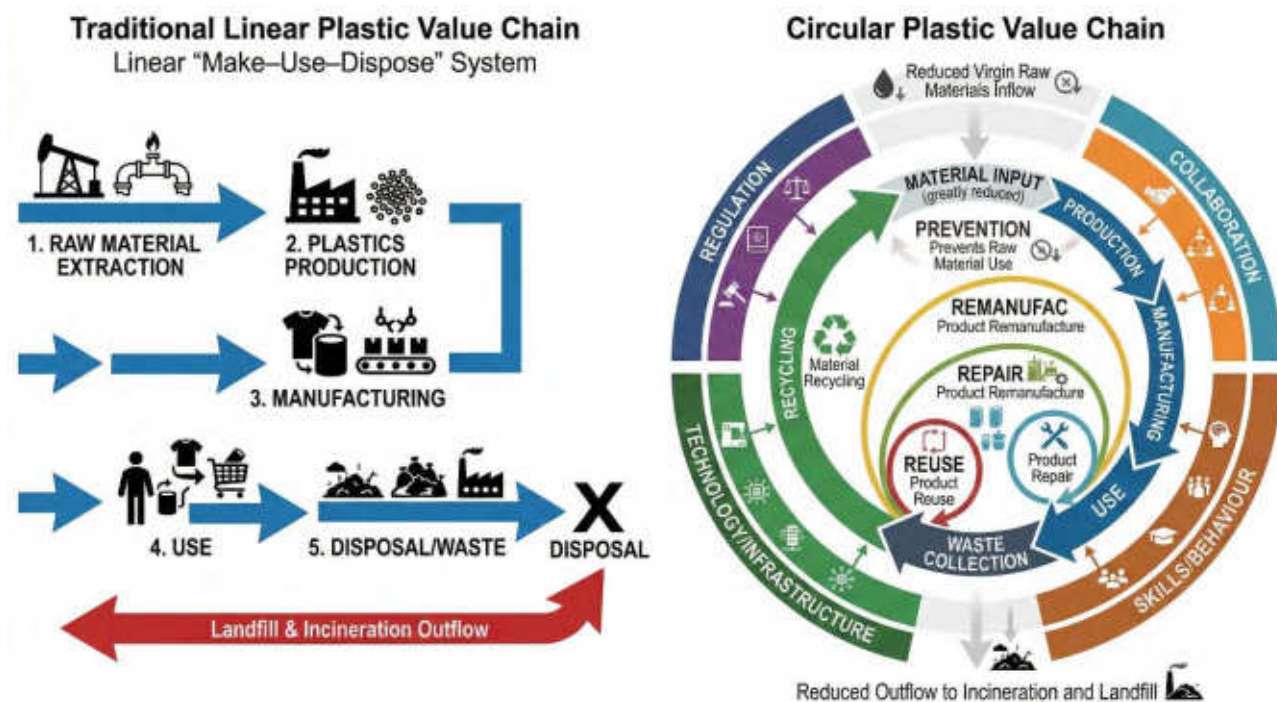 Traditional Linear Plastic Value Chain
Linear “Make–Use–Dispose” System
1. RAW MATERIAL
EXTRACTION
2. PLASTICS
PRODUCTION
3. MANUFACTURING
4. USE
5. DISPOSAL/WASTE
X
DISPOSAL
Landfill & Incineration Outflow
Circular Plastic Value Chain
Reduced Virgin Raw
Materials Inflow
REGULATION
COLLABORATION
TECHNOLOGY/INFRASTRUCTURE
SKILLS/BEHAVIOUR
MATERIAL INPUT
(greatly reduced)
PRODUCTION
MANUFACTURING
USE
WASTE
COLLECTION
RECYCLING
PREVENTION
Prevents Raw
Material Use
REMANUFAC
Product Remanufacture
Material
Recycling
REPAIR
Product Remanufacture
REUSE
Product
Reuse
Product
Repair
Reduced Outflow to Incineration and Landfill